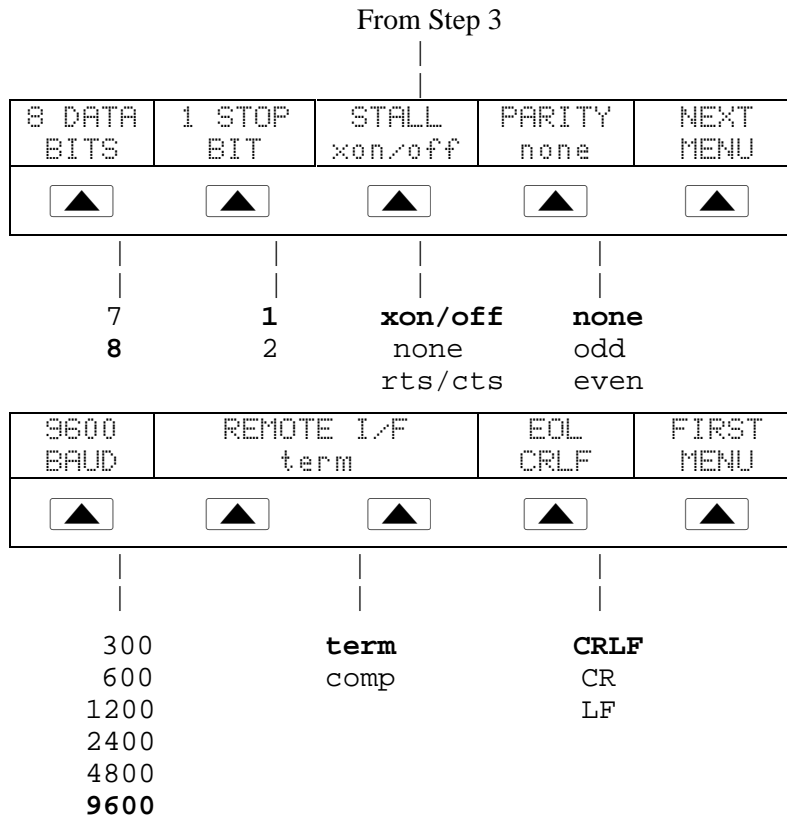 From Step 3
8 DATA BITS 1 STOP BIT STALL xon/off PARITY none NEXT MENU
7 1 xon/off none
8 2 none odd
rts/cts even
9600 BAUD REMOTE I/F term EOL CRLF FIRST MENU
300 term CRLF
600 comp CR
1200 LF
2400
4800
9600